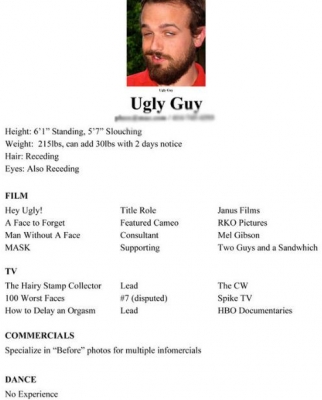 Ugly Guy
Ugly Guy
Height: 6'1" Standing, 5'7" Slouching
Weight: 215lbs, can add 30lbs with 2 days notice
Hair: Receding
Eyes: Also Receding
FILM
Hey Ugly! Title Role Janus Films
A Face to Forget Featured Cameo RKO Pictures
Man Without A Face Consultant Mel Gibson
MASK Supporting Two Guys and a Sandwhich
TV
The Hairy Stamp Collector Lead The CW
100 Worst Faces #7 (disputed) Spike TV
How to Delay an Orgasm Lead HBO Documentaries
COMMERCIALS
Specialize in “Before” photos for multiple infomercials
DANCE
No Experience